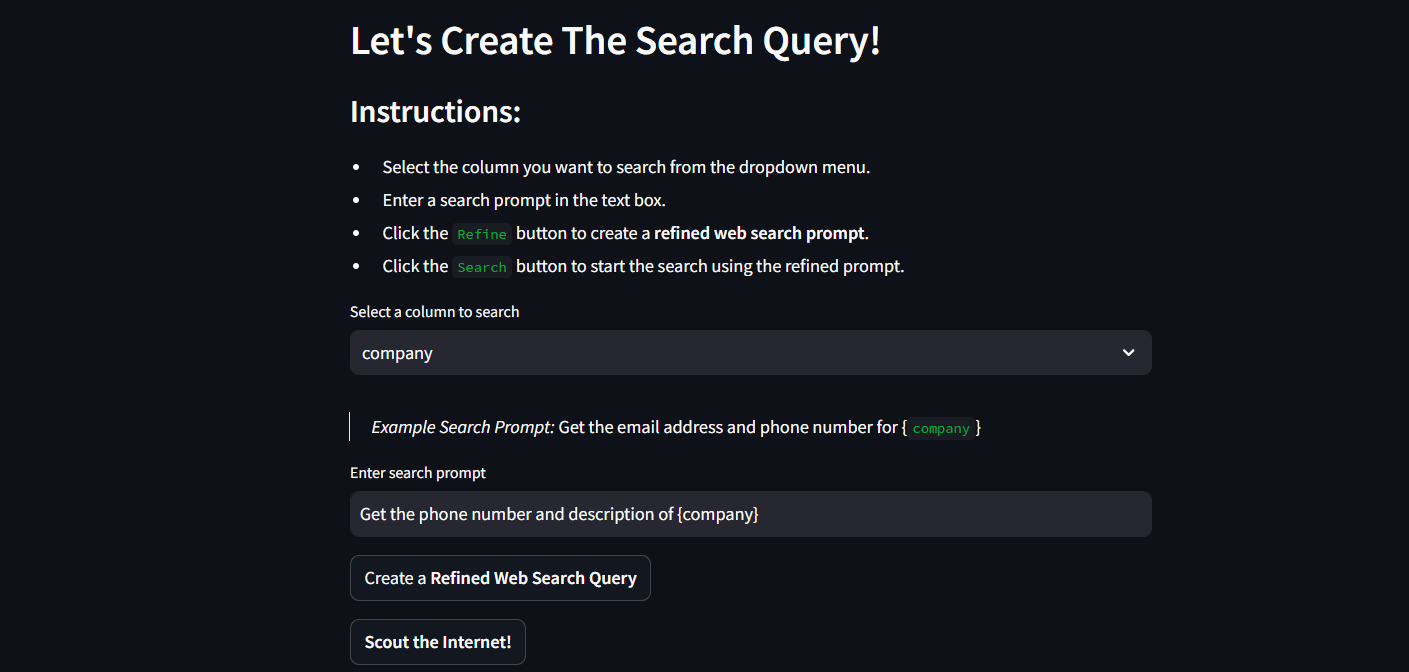 Let's Create The Search Query!
Instructions:
• Select the column you want to search from the dropdown menu.
• Enter a search prompt in the text box.
• Click the Refine button to create a refined web search prompt.
• Click the Search button to start the search using the refined prompt.
Select a column to search
company
Example Search Prompt: Get the email address and phone number for { company }
Enter search prompt
Get the phone number and description of {company}
Create a Refined Web Search Query
Scout the Internet!